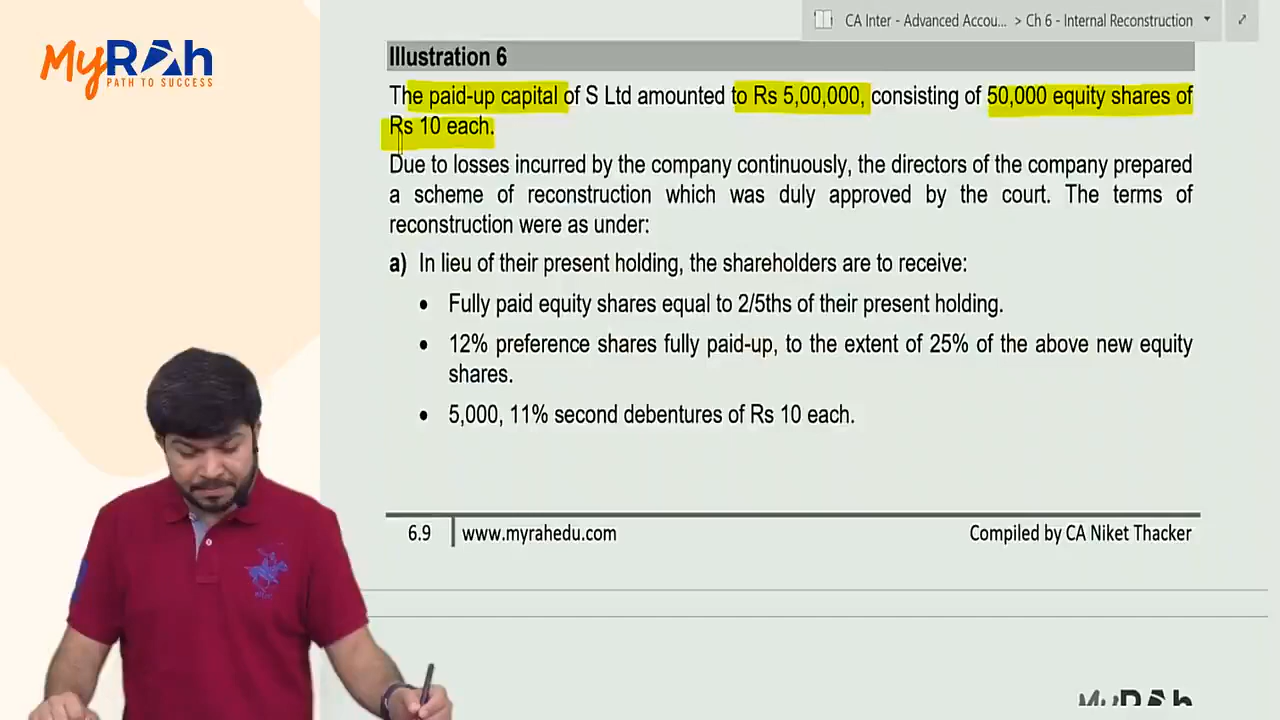 MyRAh
PATH TO SUCCESS
CA Inter - Advanced Accou... > Ch 6 - Internal Reconstruction
Illustration 6
The paid-up capital of S Ltd amounted to Rs 5,00,000, consisting of 50,000 equity shares of
Rs 10 each.
Due to losses incurred by the company continuously, the directors of the company prepared
a scheme of reconstruction which was duly approved by the court. The terms of
reconstruction were as under:
a) In lieu of their present holding, the shareholders are to receive:
• Fully paid equity shares equal to 2/5ths of their present holding.
• 12% preference shares fully paid-up, to the extent of 25% of the above new equity
shares.
• 5,000, 11% second debentures of Rs 10 each.
6.9 www.myrahedu.com Compiled by CA Niket Thacker
MyRAh